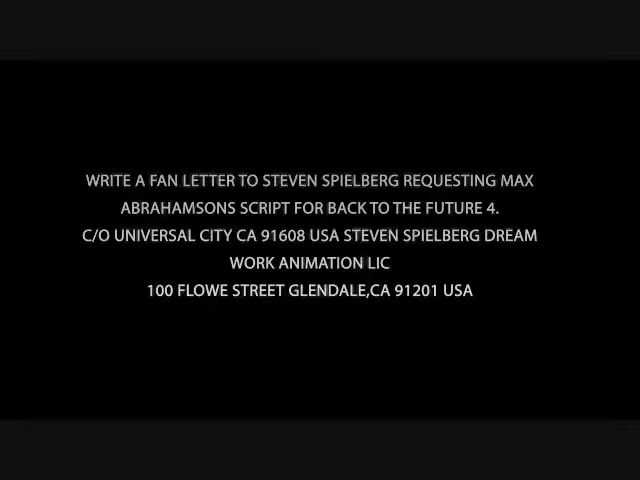 WRITE A FAN LETTER TO STEVEN SPIELBERG REQUESTING MAX
ABRAHAMSONS SCRIPT FOR BACK TO THE FUTURE 4.
C/O UNIVERSAL CITY CA 91608 USA STEVEN SPIELBERG DREAM
WORK ANIMATION LIC
100 FLOWE STREET GLENDALE,CA 91201 USA